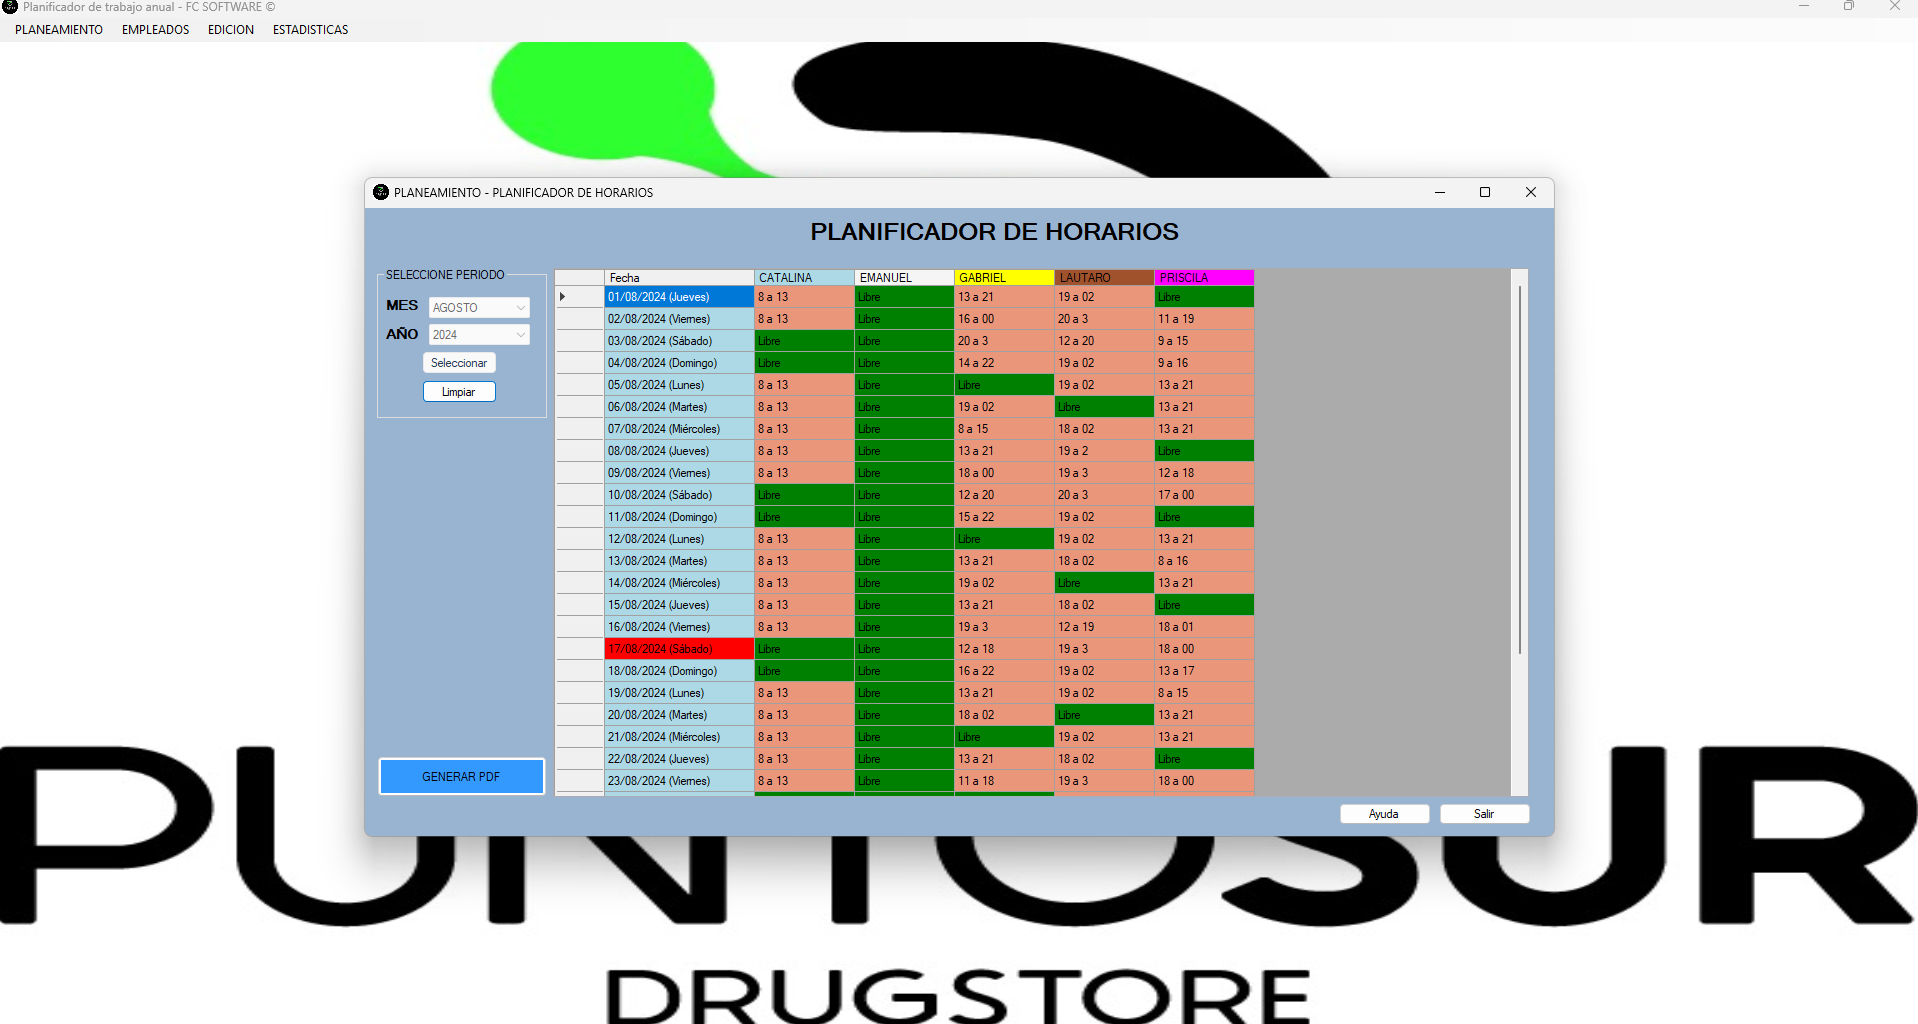 Planificador de trabajo anual - FC SOFTWARE ©
PLANEAMIENTO EMPLEADOS EDICION ESTADISTICAS
PLANEAMIENTO - PLANIFICADOR DE HORARIOS
PLANIFICADOR DE HORARIOS
SELECCIONE PERIODO
MES AGOSTO
AÑO 2024
Seleccionar
Limpiar
GENERAR PDF
Fecha CATALINA EMANUEL GABRIEL LAUTARO PRISCILA
01/08/2024 (Jueves) 8 a 13 Libre 13 a 21 19 a 02 Libre
02/08/2024 (Viernes) 8 a 13 Libre 16 a 00 20 a 3 11 a 19
03/08/2024 (Sábado) Libre Libre 20 a 3 12 a 20 9 a 15
04/08/2024 (Domingo) Libre Libre 14 a 22 19 a 02 9 a 16
05/08/2024 (Lunes) 8 a 13 Libre Libre 19 a 02 13 a 21
06/08/2024 (Martes) 8 a 13 Libre 19 a 02 Libre 13 a 21
07/08/2024 (Miércoles) 8 a 13 Libre 8 a 15 18 a 02 13 a 21
08/08/2024 (Jueves) 8 a 13 Libre 13 a 21 19 a 2 Libre
09/08/2024 (Viernes) 8 a 13 Libre 18 a 00 19 a 3 12 a 18
10/08/2024 (Sábado) Libre Libre 12 a 20 20 a 3 17 a 00
11/08/2024 (Domingo) Libre Libre 15 a 22 19 a 02 Libre
12/08/2024 (Lunes) 8 a 13 Libre Libre 19 a 02 13 a 21
13/08/2024 (Martes) 8 a 13 Libre 13 a 21 18 a 02 8 a 16
14/08/2024 (Miércoles) 8 a 13 Libre 19 a 02 Libre 13 a 21
15/08/2024 (Jueves) 8 a 13 Libre 13 a 21 18 a 02 Libre
16/08/2024 (Viernes) 8 a 13 Libre 19 a 3 12 a 19 18 a 01
17/08/2024 (Sábado) Libre Libre 12 a 18 19 a 3 18 a 00
18/08/2024 (Domingo) Libre Libre 16 a 22 19 a 02 13 a 17
19/08/2024 (Lunes) 8 a 13 Libre 13 a 21 19 a 02 8 a 15
20/08/2024 (Martes) 8 a 13 Libre 18 a 02 Libre 13 a 21
21/08/2024 (Miércoles) 8 a 13 Libre Libre 19 a 02 13 a 21
22/08/2024 (Jueves) 8 a 13 Libre 13 a 21 18 a 02 Libre
23/08/2024 (Viernes) 8 a 13 Libre 11 a 18 19 a 3 18 a 00
Ayuda Salir
PUNTOSUR
DRUGSTORE